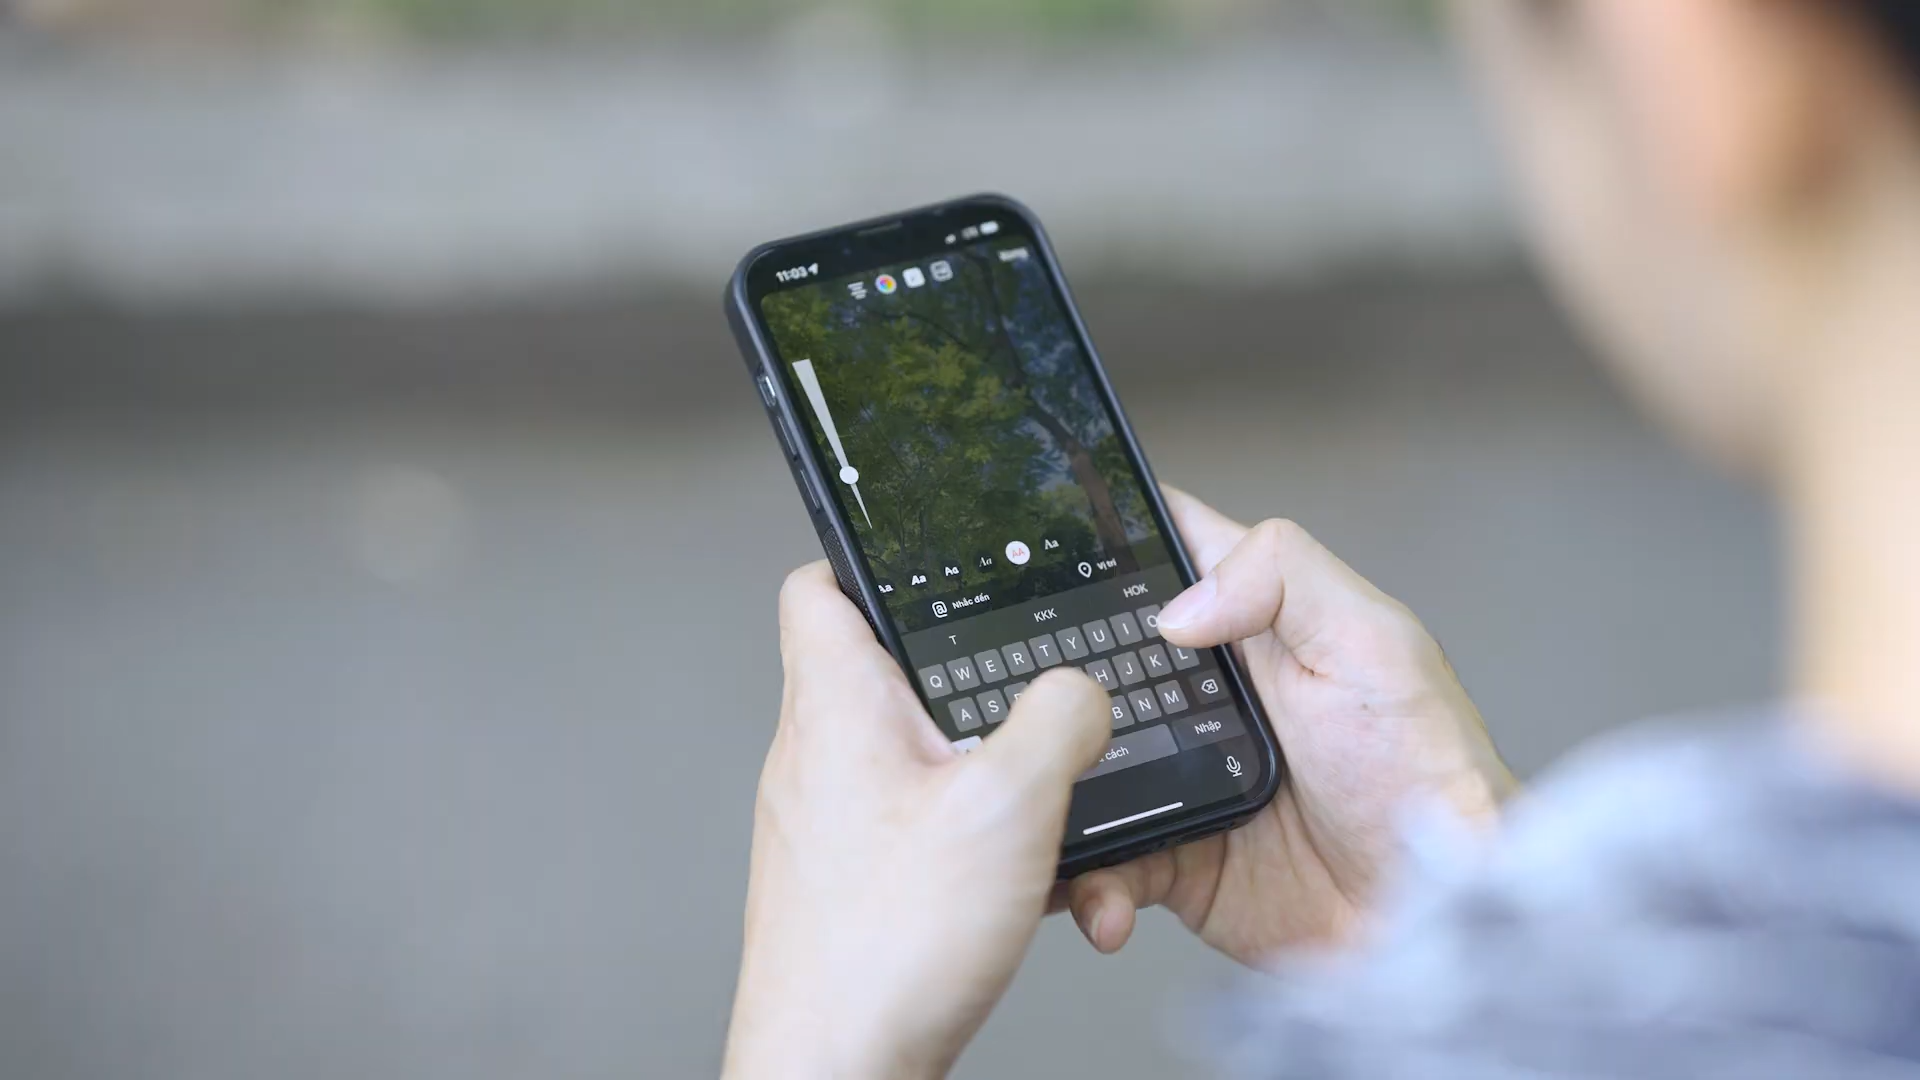 11:03
Aa Aa Aa AA Aa
Vị trí
Nhắc đến
T KKK HOK
Q W E R T Y U I O
A S H J K L
B N M
cách Nhập